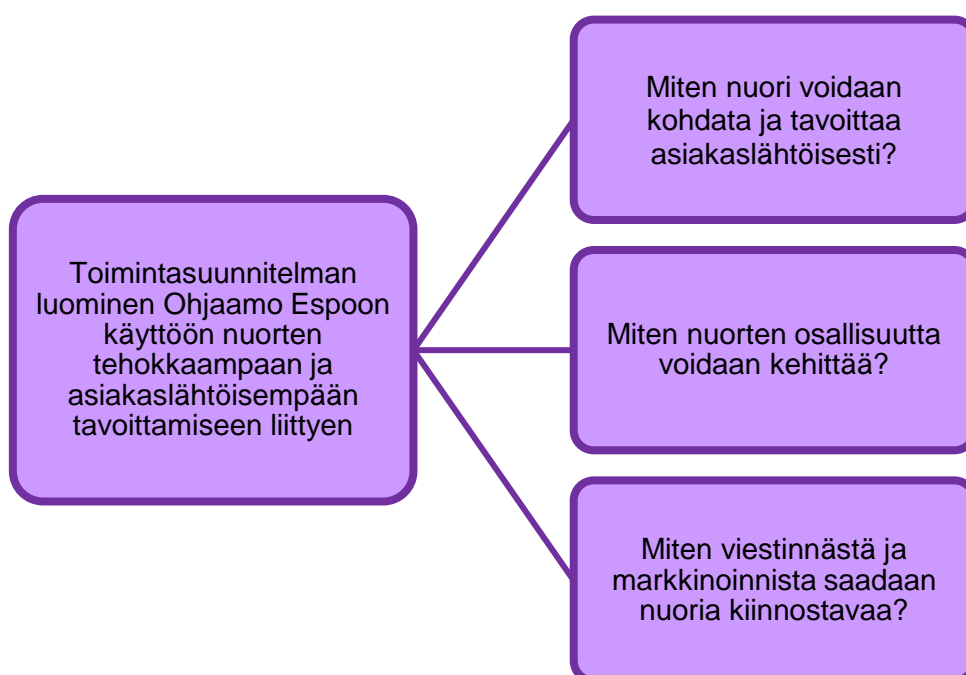 Toimintasuunnitelman
luominen Ohjaamo Espoon
käyttöön nuorten
tehokkaampaan ja
asiakaslähtöisempään
tavoittamiseen liittyen
Miten nuori voidaan
kohdata ja tavoittaa
asiakaslähtöisesti?
Miten nuorten osallisuutta
voidaan kehittää?
Miten viestinnästä ja
markkinoinnista saadaan
nuoria kiinnostavaa?